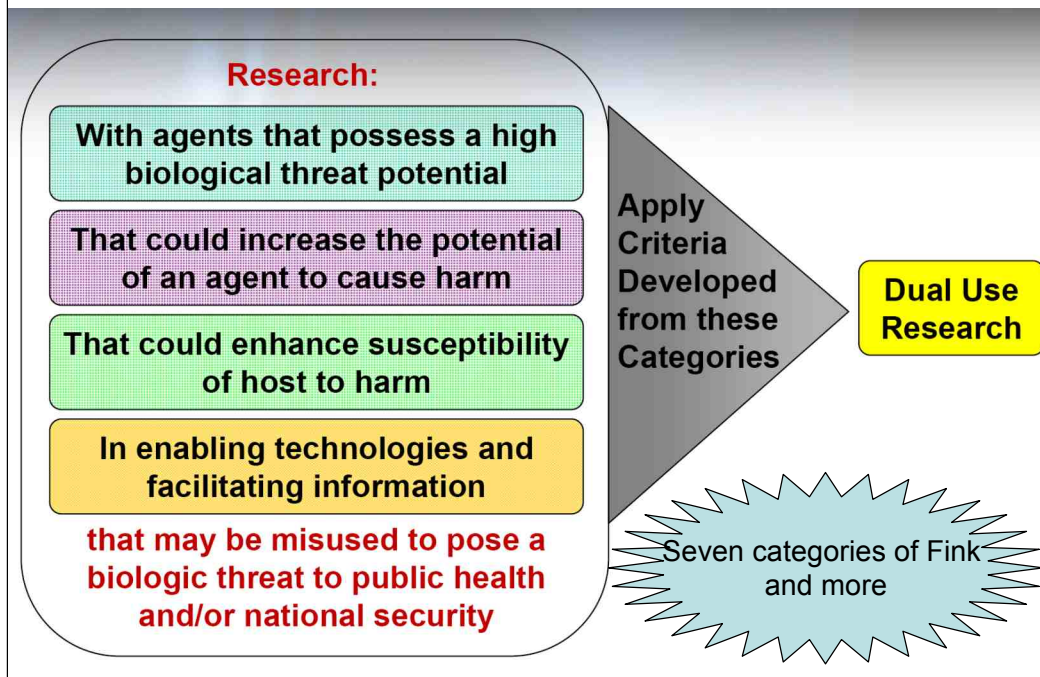 Research:
With agents that possess a high
biological threat potential
That could increase the potential
of an agent to cause harm
That could enhance susceptibility
of host to harm
In enabling technologies and
facilitating information
that may be misused to pose a
biologic threat to public health
and/or national security
Apply
Criteria
Developed
from these
Categories
Dual Use
Research
Seven categories of Fink
and more